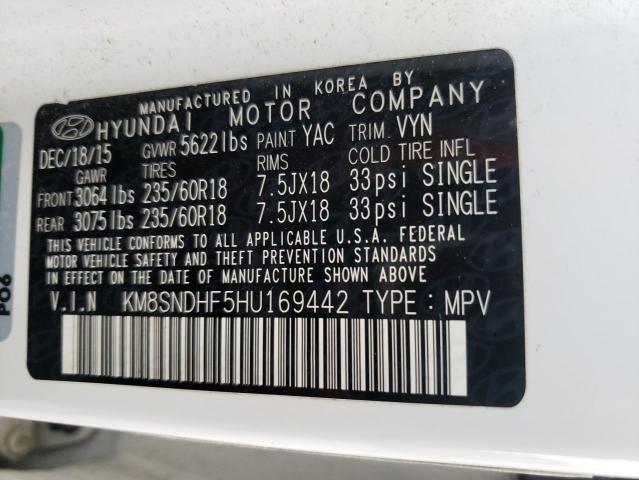 MANUFACTURED IN KOREA BY
HYUNDAI MOTOR COMPANY
DEC/18/15 GVWR 5622lbs PAINT YAC TRIM VYN
GAWR TIRES RIMS COLD TIRE INFL
FRONT 3064lbs 235/60R18 7.5JX18 33psi SINGLE
REAR 3075lbs 235/60R18 7.5JX18 33psi SINGLE
THIS VEHICLE CONFORMS TO ALL APPLICABLE U.S.A. FEDERAL
MOTOR VEHICLE SAFETY AND THEFT PREVENTION STANDARDS
IN EFFECT ON THE DATE OF MANUFACTURE SHOWN ABOVE
V.I.N KM8SNDHF5HU169442 TYPE : MPV
P06